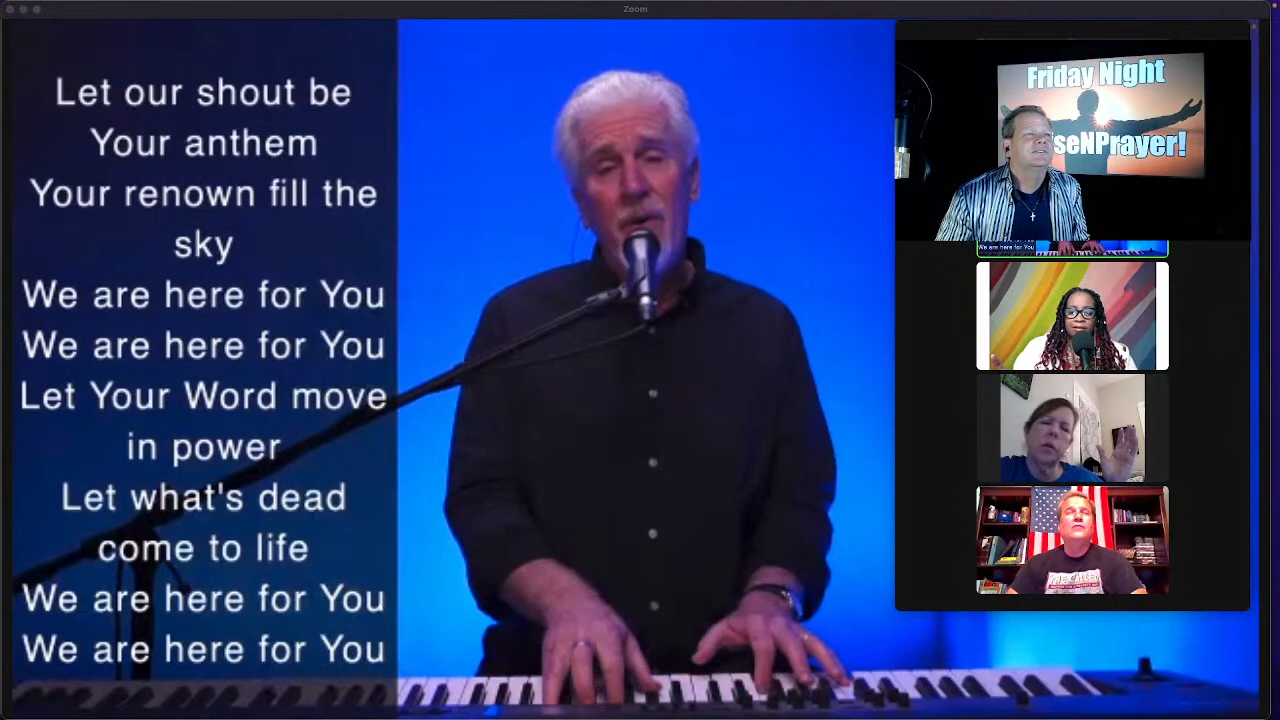 Zoom
Let our shout be
Your anthem
Your renown fill the
sky
We are here for You
We are here for You
Let Your Word move
in power
Let what's dead
come to life
We are here for You
We are here for You
Friday Night
iseNPrayer!
We are here for You